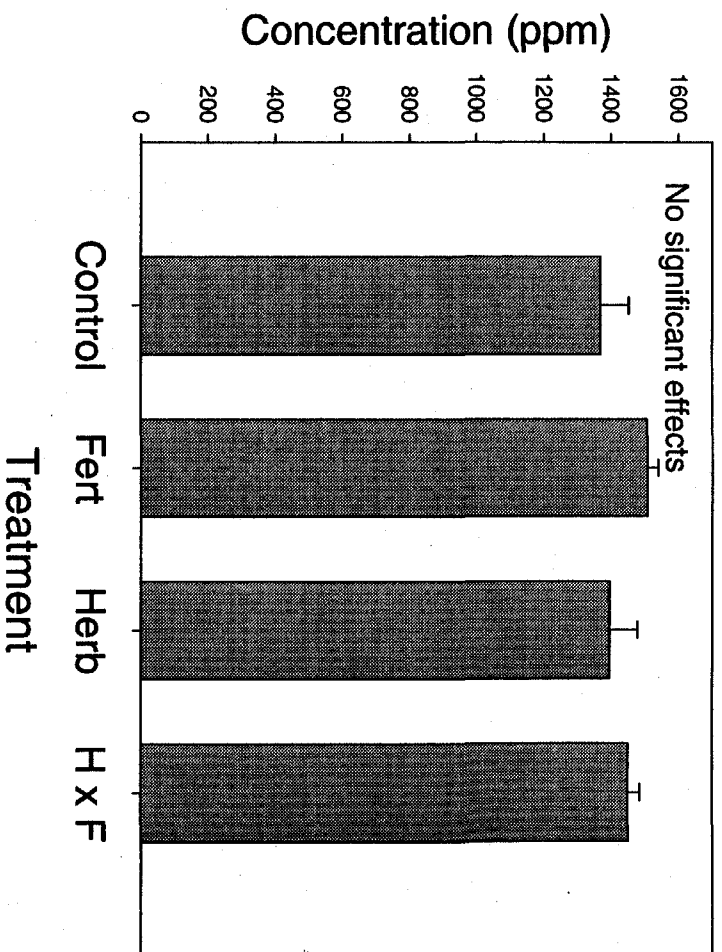 Concentration (ppm)
1600
1400
1200
1000
800
600
400
200
0
No significant effects
Control
Fert
Herb
H x F
Treatment